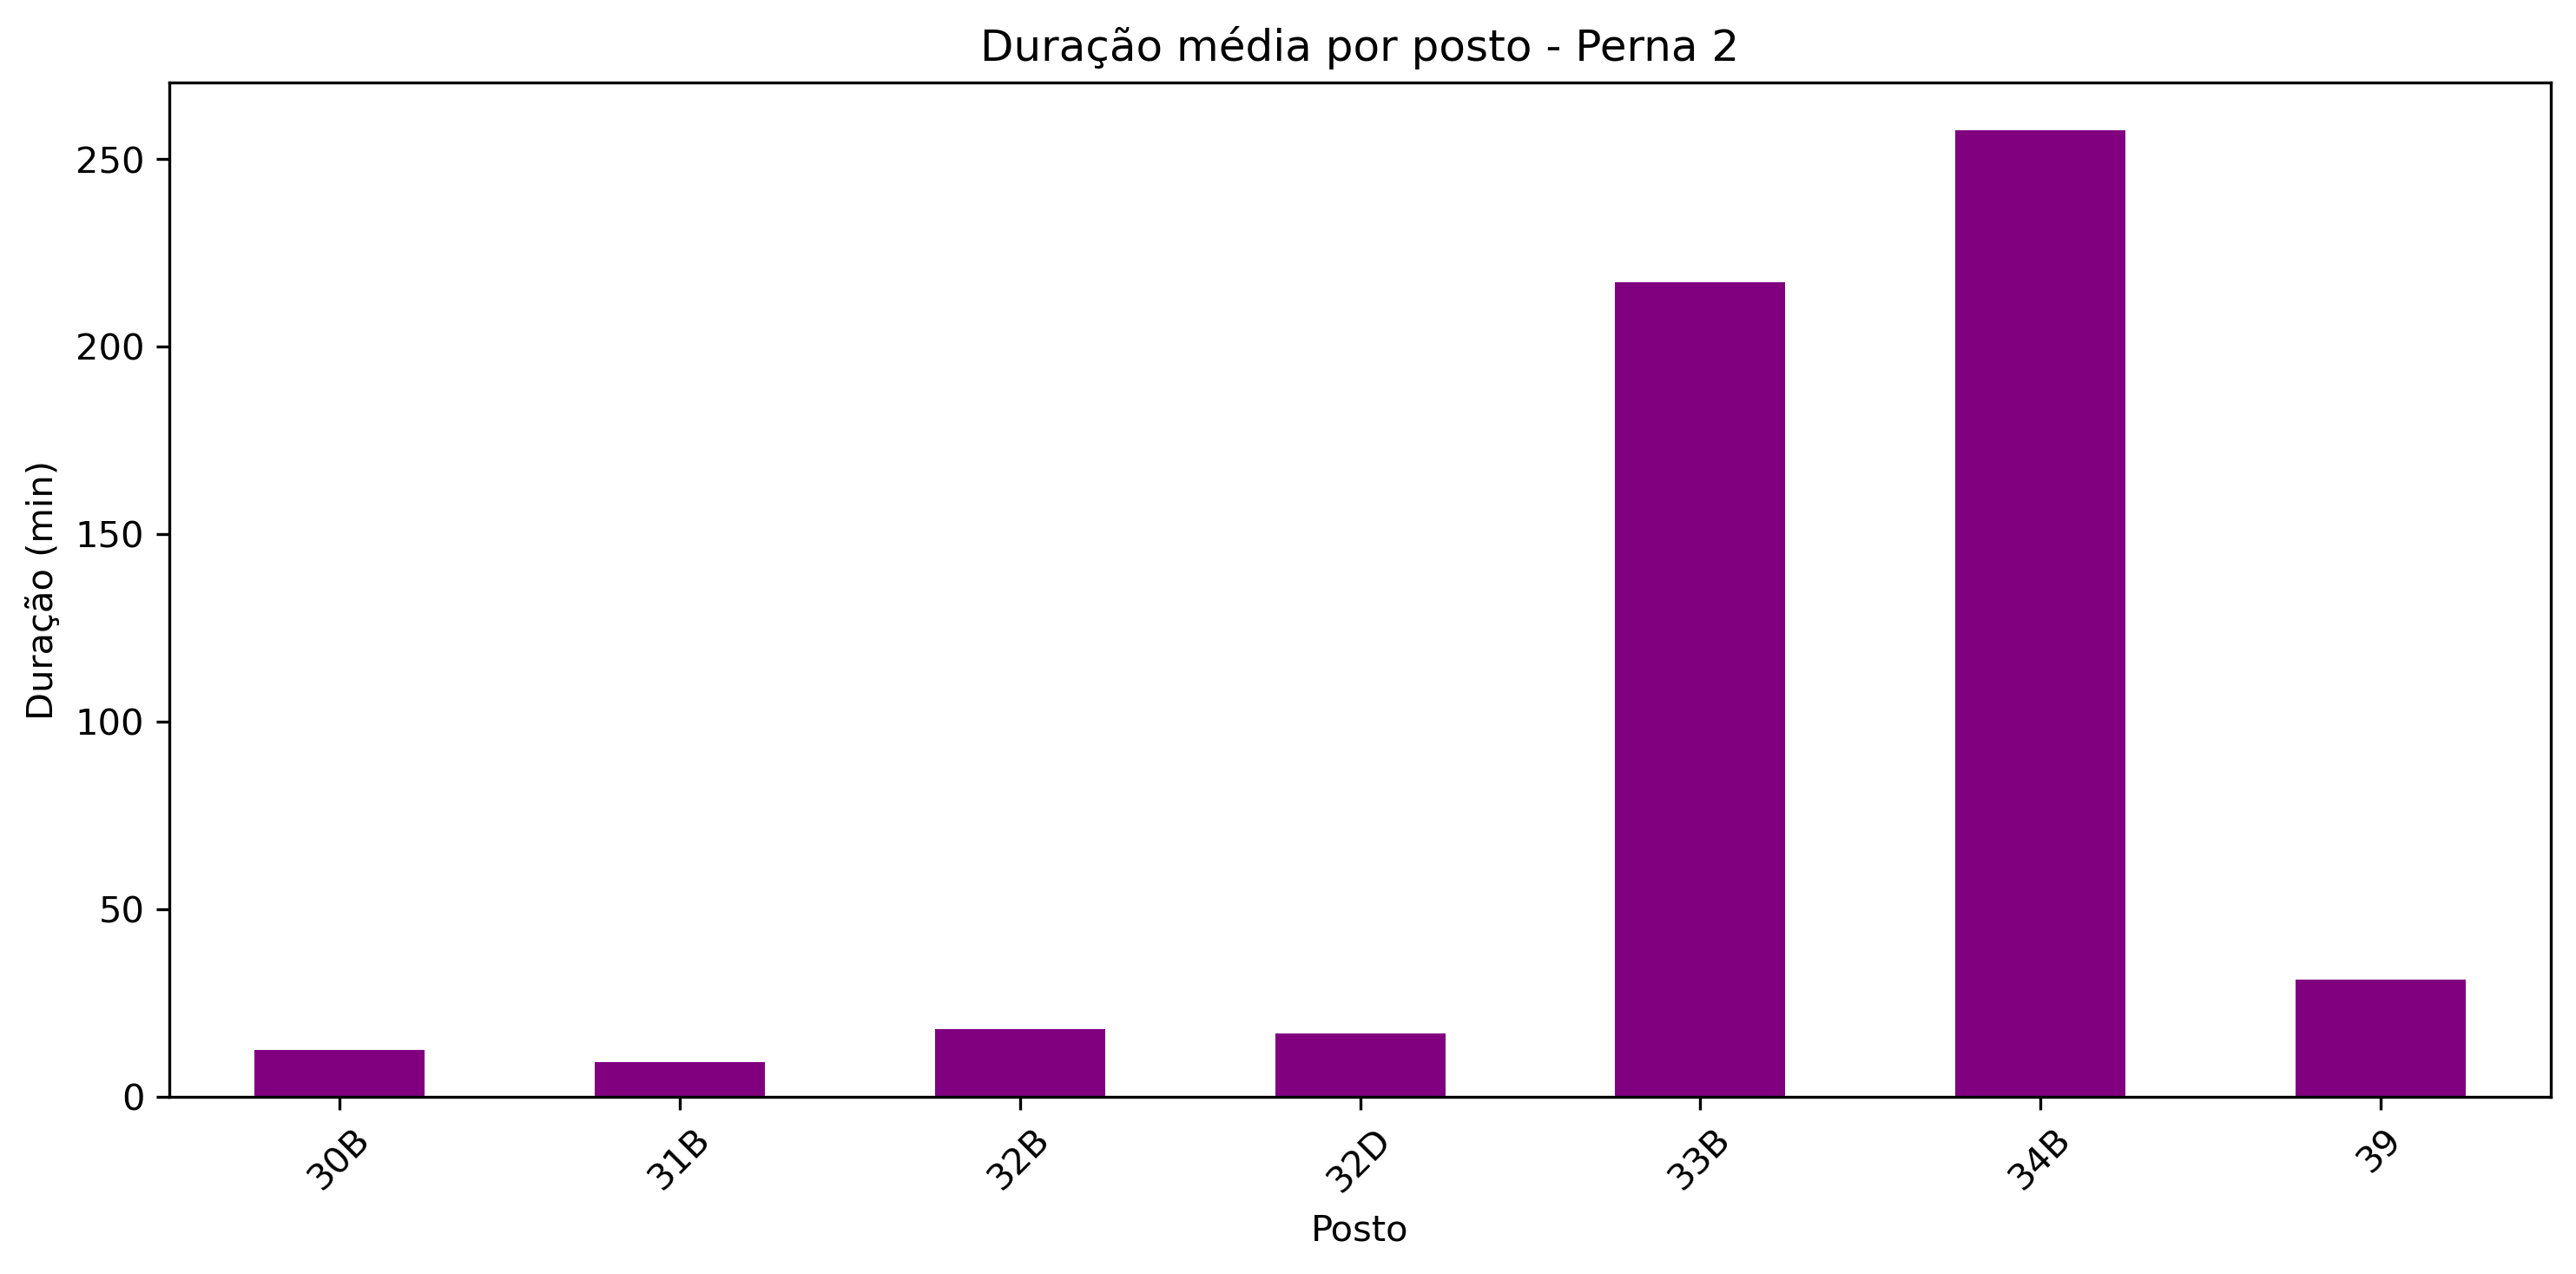 Duração média por posto - Perna 2
Duração (min)
250
200
150
100
50
0
30B
31B
32B
32D
33B
34B
39
Posto